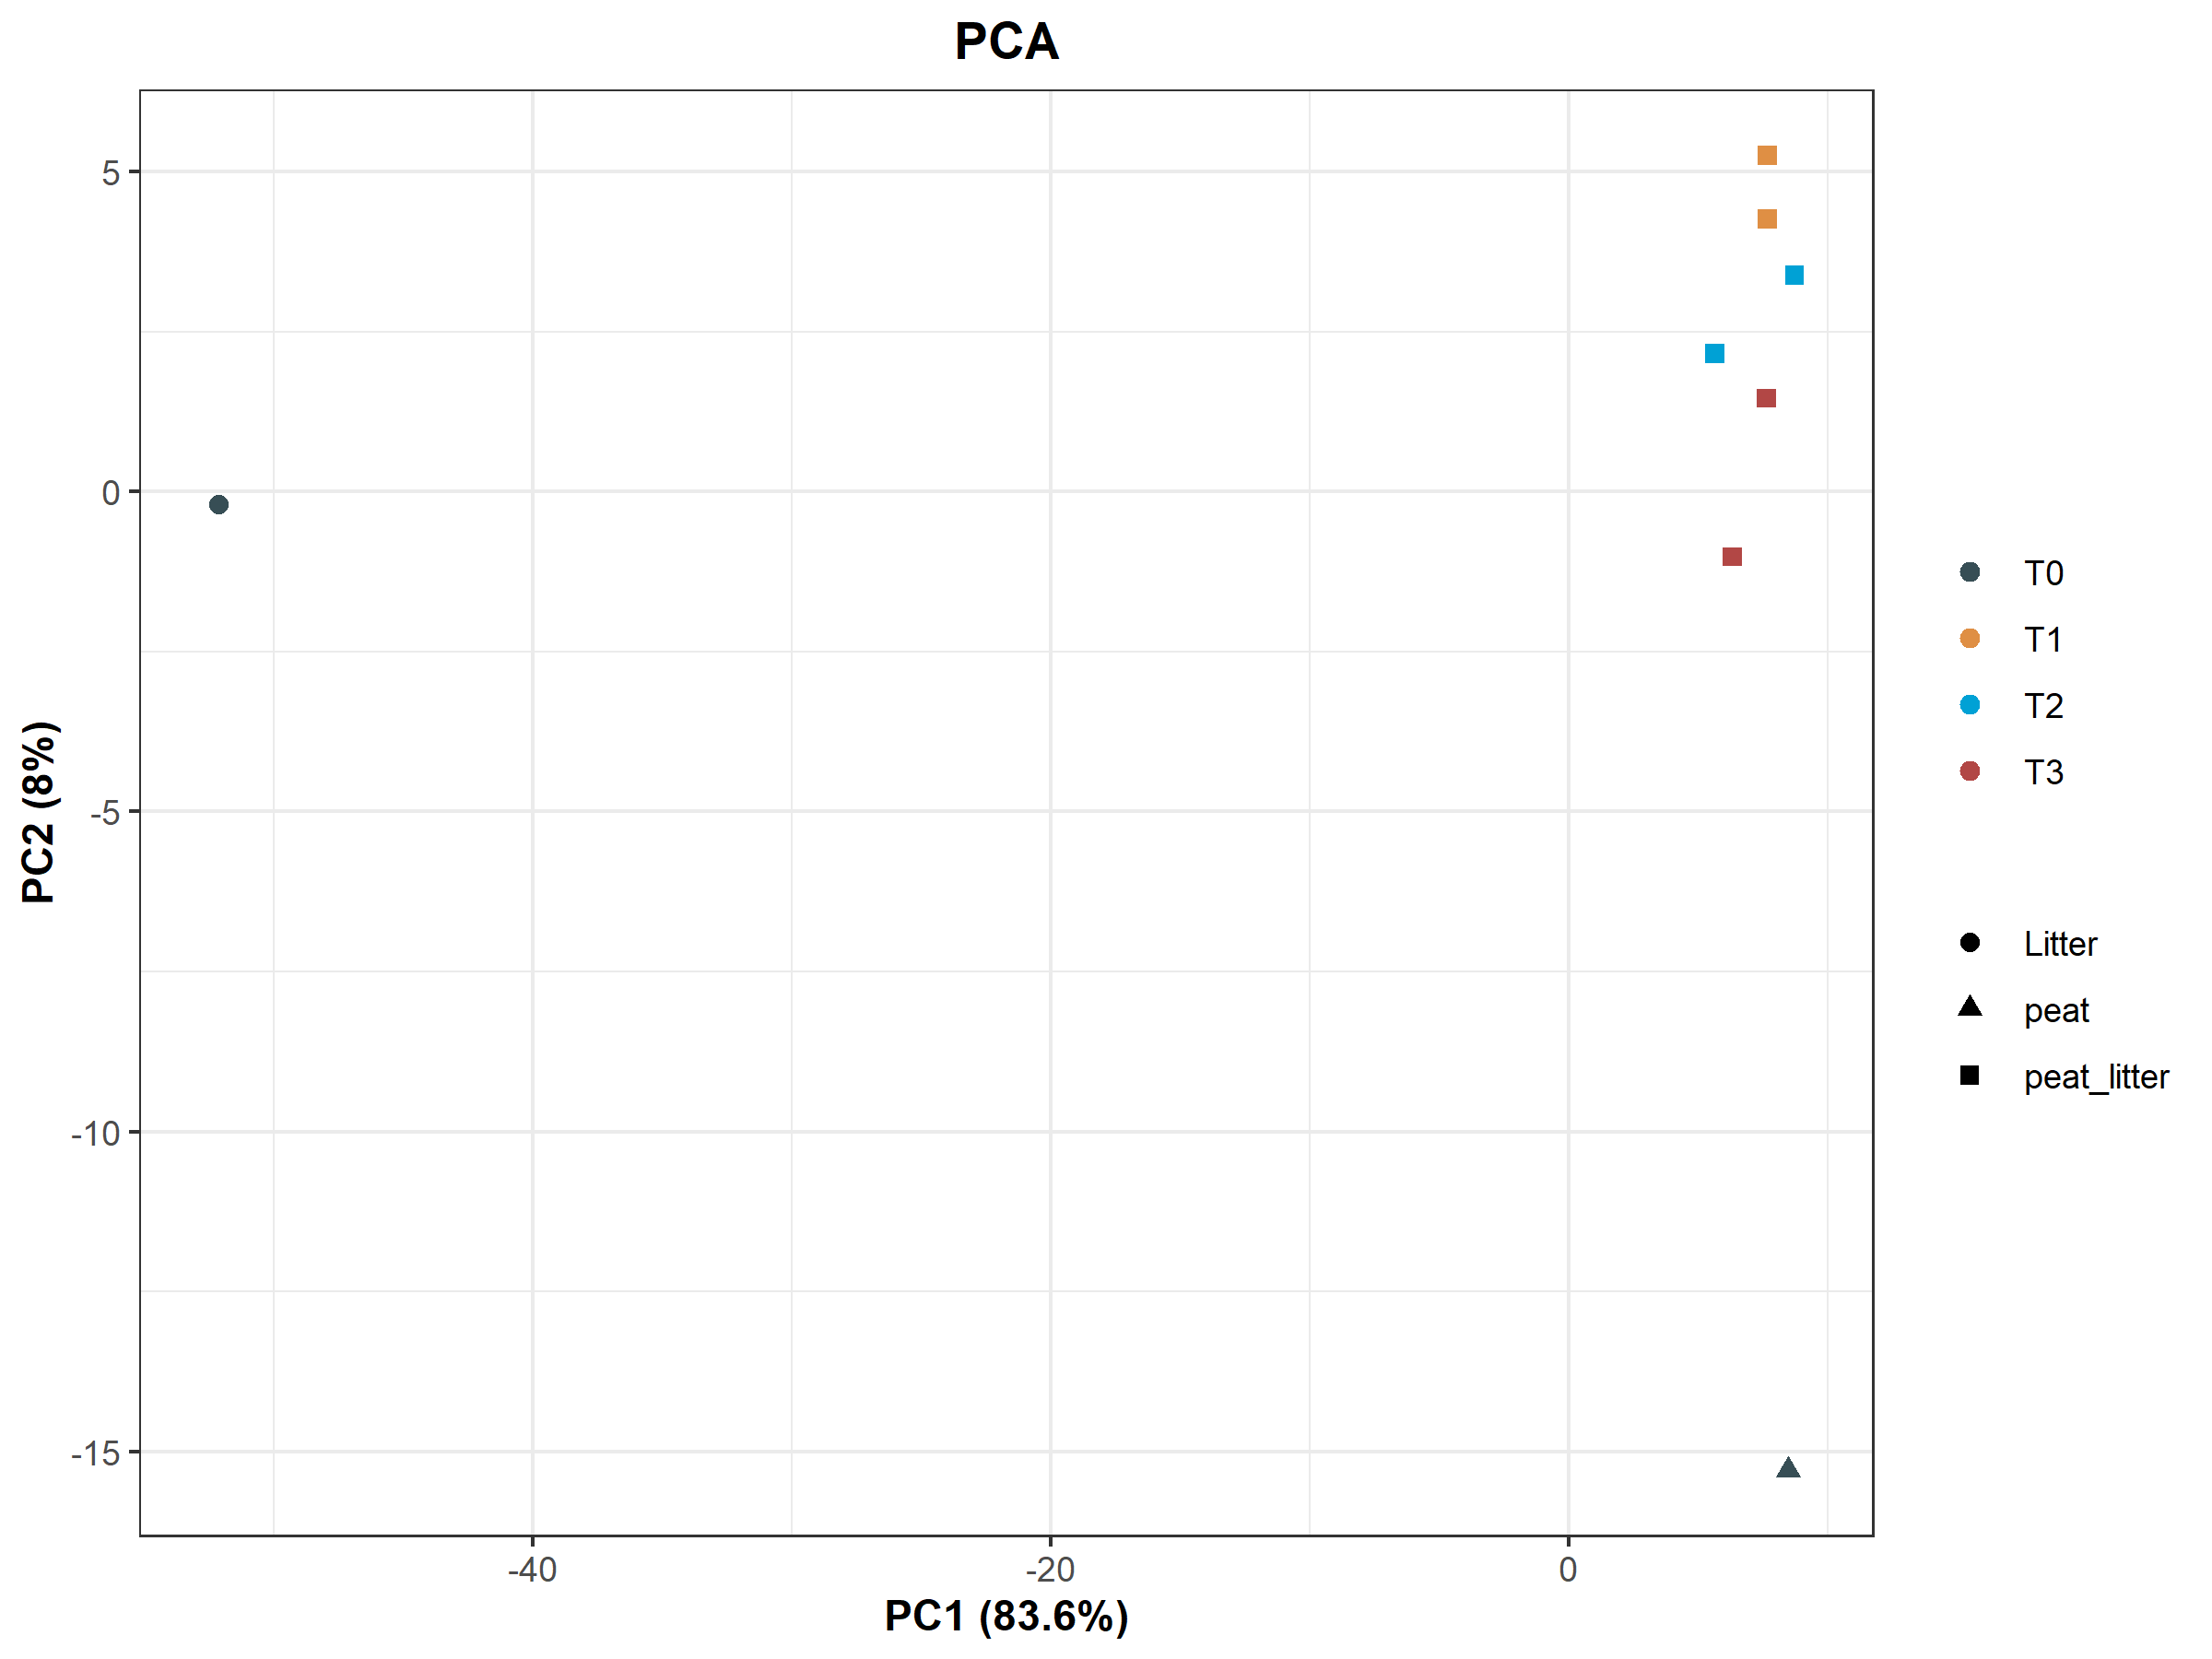 PCA
5
0
-5
-10
-15
PC2 (8%)
-40
-20
0
PC1 (83.6%)
T0
T1
T2
T3
Litter
peat
peat_litter